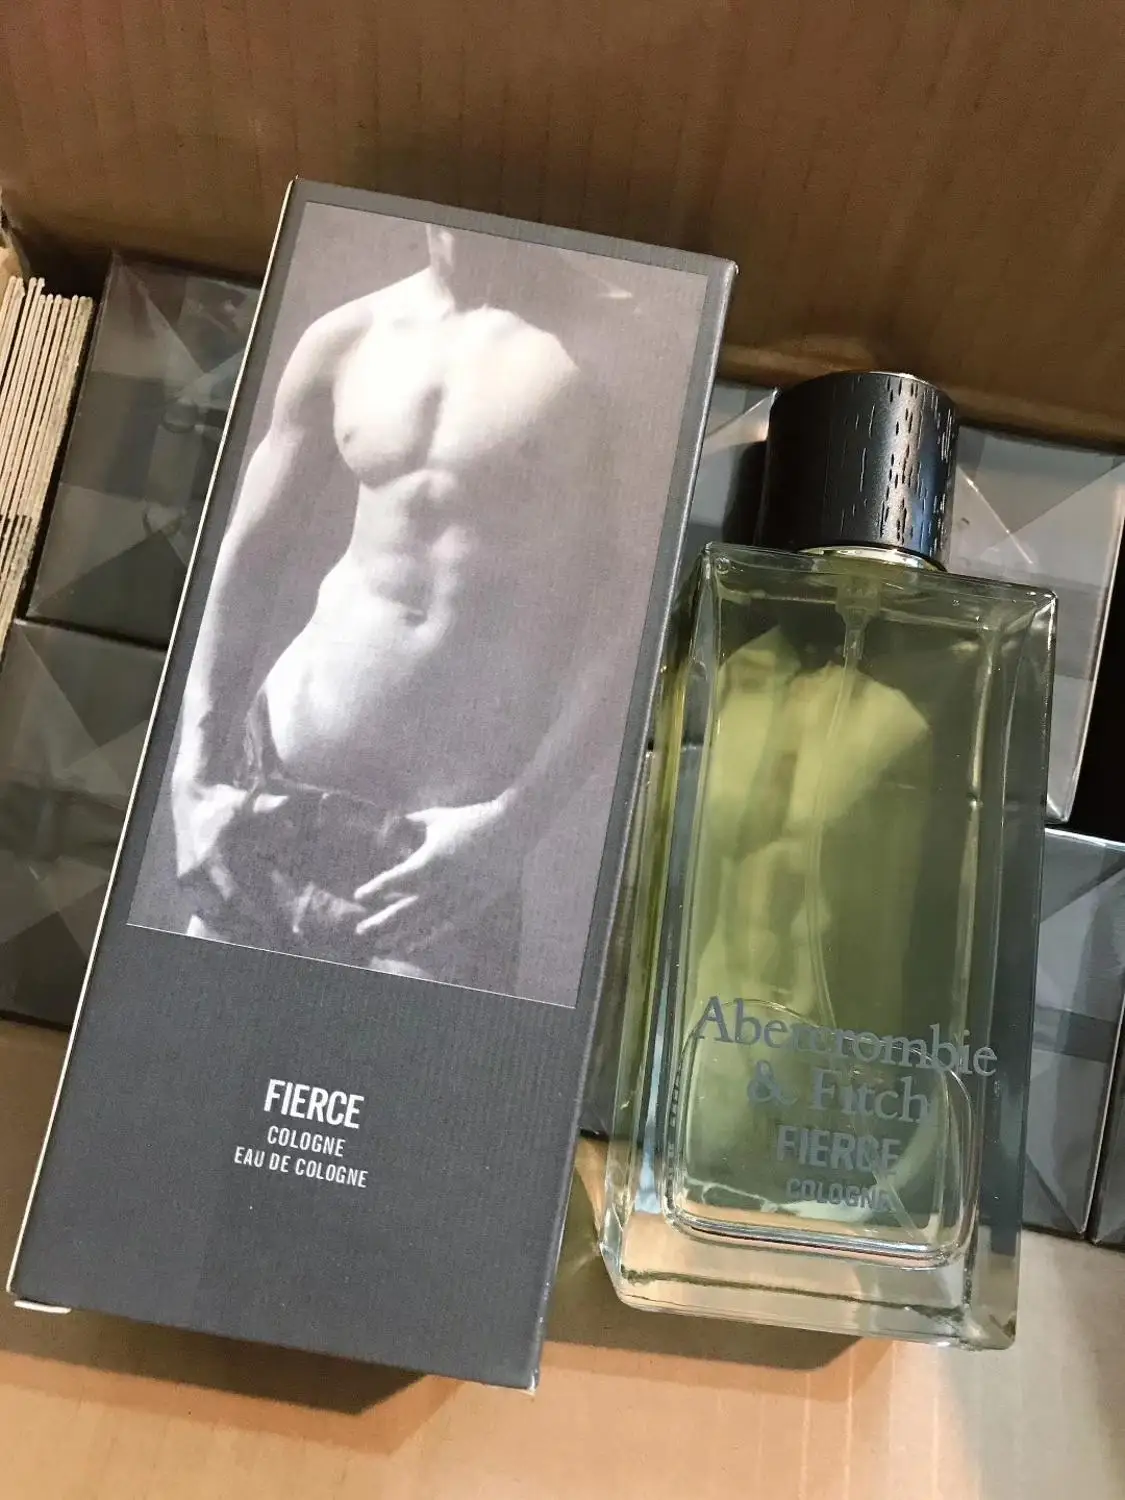 FIERCE
COLOGNE
EAU DE COLOGNE
Abercrombie
& Fitch
FIERCE
COLOGNE